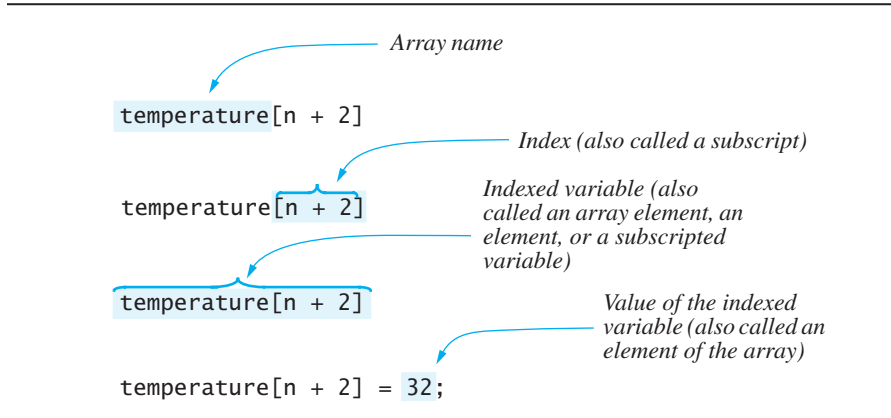 Array name
temperature[n + 2]
Index (also called a subscript)
temperature[n + 2]
Indexed variable (also
called an array element, an
element, or a subscripted
variable)
temperature[n + 2]
Value of the indexed
variable (also called an
element of the array)
temperature[n + 2] = 32;